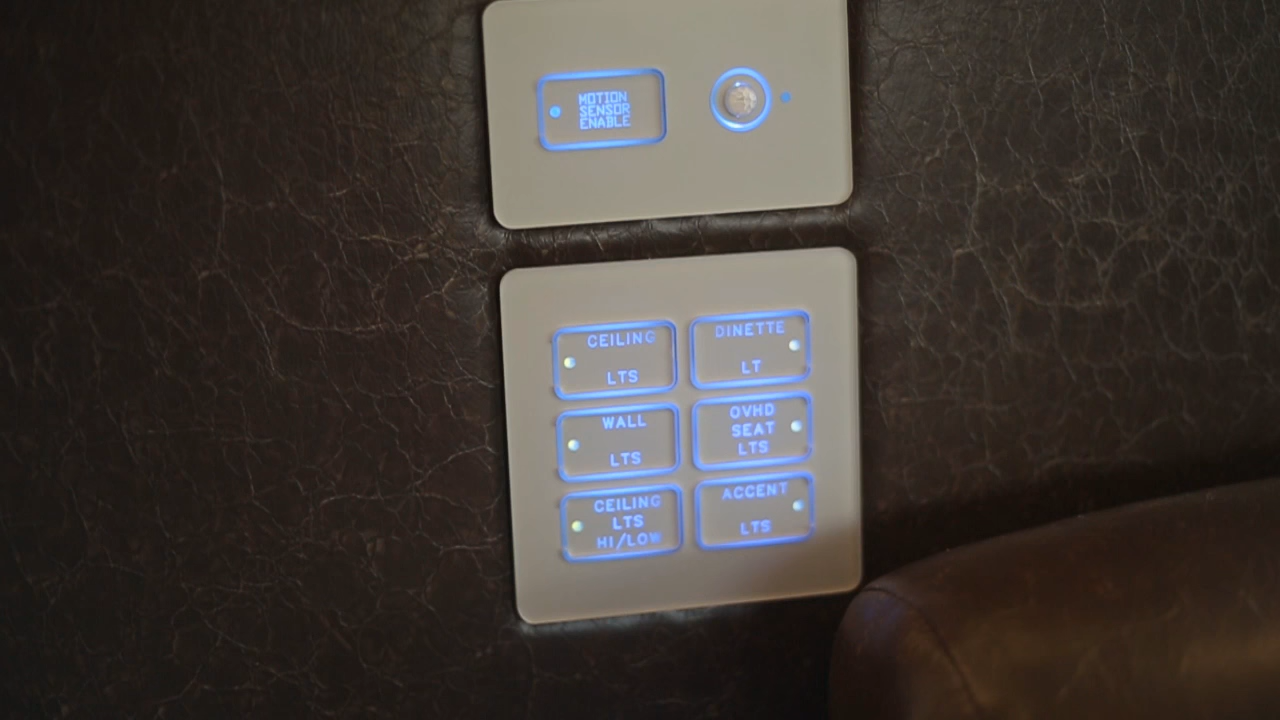 MOTION
SENSOR
ENABLE
CEILING
LTS
DINETTE
LT
WALL
LTS
OVHD
SEAT
LTS
CEILING
LTS
HI/LOW
ACCENT
LTS